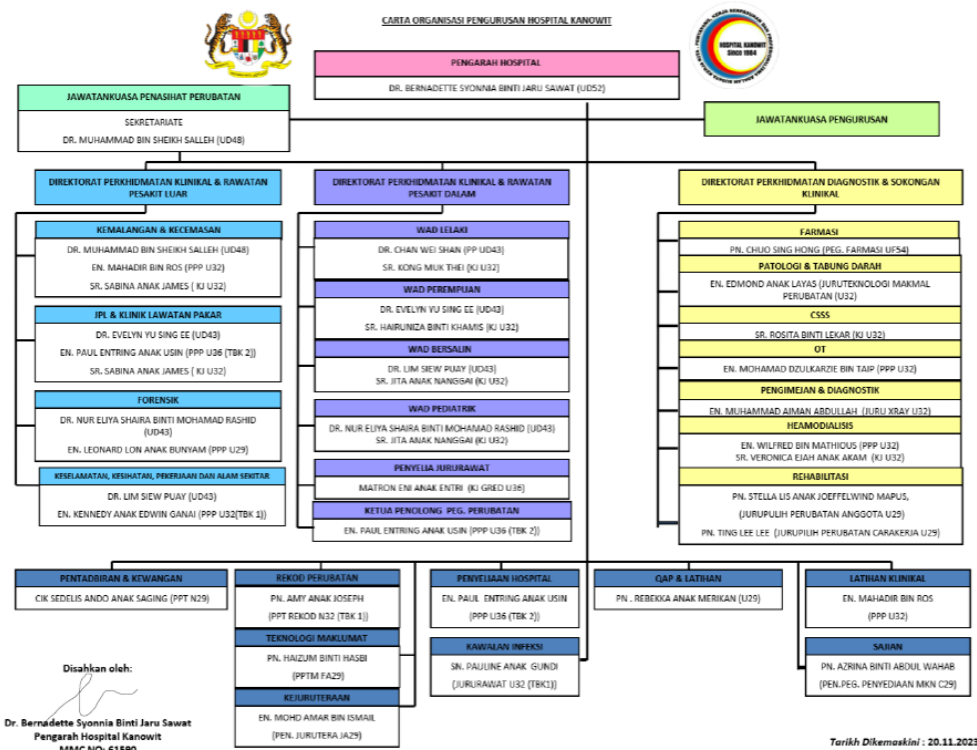 CARTA ORGANISASI PENGURUSAN HOSPITAL KANOWIT
HOSPITAL KANOWIT
Since 1984
PENGARAH HOSPITAL
DR. BERNADETTE SYONNIA BINTI JARU SAWAT (UD52)
JAWATANKUASA PENASIHAT PERUBATAN
SEKRETARIATE
DR. MUHAMMAD BIN SHEIKH SALLEH (UD48)
JAWATANKUASA PENGURUSAN
DIREKTORAT PERKHIDMATAN KLINIKAL & RAWATAN
PESAKIT LUAR
KEMALANGAN & KECEMASAN
DR. MUHAMMAD BIN SHEIKH SALLEH (UD48)
EN. MAHADIR BIN ROS (PPP U32)
SR. SABINA ANAK JAMES ( KJ U32)
JPL & KLINIK LAWATAN PAKAR
DR. EVELYN YU SING EE (UD43)
EN. PAUL ENTRING ANAK USIN (PPP U36 (TBK 2))
SR. SABINA ANAK JAMES ( KJ U32)
FORENSIK
DR. NUR ELIYA SHAIRA BINTI MOHAMAD RASHID
(UD43)
EN. LEONARD LON ANAK BUNYAM (PPP U29)
KESELAMATAN, KESIHATAN, PEKERJAAN DAN ALAM SEKITAR
DR. LIM SIEW PUAY (UD43)
EN. KENNEDY ANAK EDWIN GANAI (PPP U32(TBK 1))
DIREKTORAT PERKHIDMATAN KLINIKAL & RAWATAN
PESAKIT DALAM
WAD LELAKI
DR. CHAN WEI SHAN (PP UD43)
SR. KONG MUK THEI (KJ U32)
WAD PEREMPUAN
DR. EVELYN YU SING EE (UD43)
SR. HAIRUNIZA BINTI KHAMIS (KJ U32)
WAD BERSALIN
DR. LIM SIEW PUAY (UD43)
SR. JITA ANAK NANGGAI (KJ U32)
WAD PEDIATRIK
DR. NUR ELIYA SHAIRA BINTI MOHAMAD RASHID (UD43)
SR. JITA ANAK NANGGAI (KJ U32)
PENYELIA JURURAWAT
MATRON ENI ANAK ENTRI (KJ GRED U36)
KETUA PENOLONG PEG. PERUBATAN
EN. PAUL ENTRING ANAK USIN (PPP U36 (TBK 2))
DIREKTORAT PERKHIDMATAN DIAGNOSTIK & SOKONGAN
KLINIKAL
FARMASI
PN. CHUO SING HONG (PEG. FARMASI UF54)
PATOLOGI & TABUNG DARAH
EN. EDMOND ANAK LAYAS (JURUTEKNOLOGI MAKMAL
PERUBATAN (U32)
CSSS
SR. ROSITA BINTI LEKAR (KJ U32)
OT
EN. MOHAMAD DZULKARZIE BIN TAIP (PPP U32)
PENGIMEJAN & DIAGNOSTIK
EN. MUHAMMAD AIMAN ABDULLAH (JURU XRAY U32)
HEAMODIALISIS
EN. WILFRED BIN MATHIOUS (PPP U32)
SR. VERONICA EJAH ANAK AKAM (KJ U32)
REHABILITASI
PN. STELLA LIS ANAK JOEFFELWIND MAPUS,
(JURUPULIH PERUBATAN ANGGOTA U29)
PN. TING LEE LEE (JURUPILIH PERUBATAN CARAKERJA U29)
PENTADBIRAN & KEWANGAN
CIK SEDELIS ANDO ANAK SAGING (PPT N29)
REKOD PERUBATAN
PN. AMY ANAK JOSEPH
(PPT REKOD N32 (TBK 1))
TEKNOLOGI MAKLUMAT
PN. HAIZUM BINTI HASBI
(PPTM FA29)
KEJURUTERAAN
EN. MOHD AMAR BIN ISMAIL
(PEN. JURUTERA JA29)
PENYELIAAN HOSPITAL
EN. PAUL ENTRING ANAK USIN
(PPP U36 (TBK 2))
KAWALAN INFEKSI
SN. PAULINE ANAK GUNDI
(JURURAWAT U32 (TBK1))
QAP & LATIHAN
PN . REBEKKA ANAK MERIKAN (U29)
LATIHAN KLINIKAL
EN. MAHADIR BIN ROS
(PPP U32)
SAJIAN
PN. AZRINA BINTI ABDUL WAHAB
(PEN.PEG. PENYEDIAAN MKN C29)
Disahkan oleh:
Dr. Bernadette Syonnia Binti Jaru Sawat
Pengarah Hospital Kanowit
MMC NO: 61590
Tarikh Dikemaskini : 20.11.2023